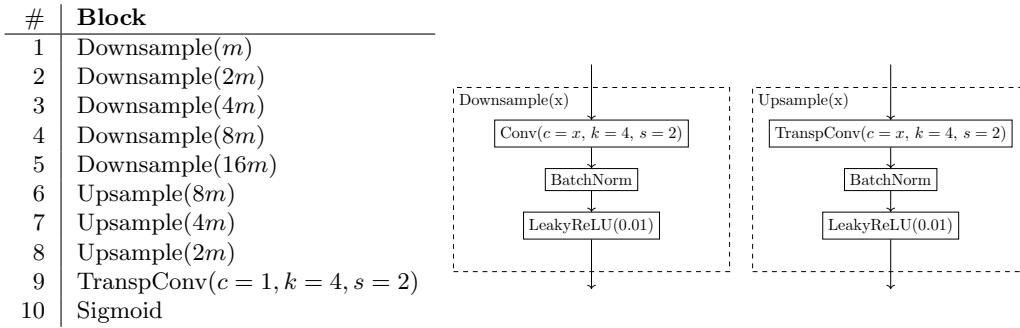 # Block
1 Downsample(m)
2 Downsample(2m)
3 Downsample(4m)
4 Downsample(8m)
5 Downsample(16m)
6 Upsample(8m)
7 Upsample(4m)
8 Upsample(2m)
9 TranspConv(c = 1, k = 4, s = 2)
10 Sigmoid
Downsample(x)
Conv(c = x, k = 4, s = 2)
BatchNorm
LeakyReLU(0.01)
Upsample(x)
TranspConv(c = x, k = 4, s = 2)
BatchNorm
LeakyReLU(0.01)